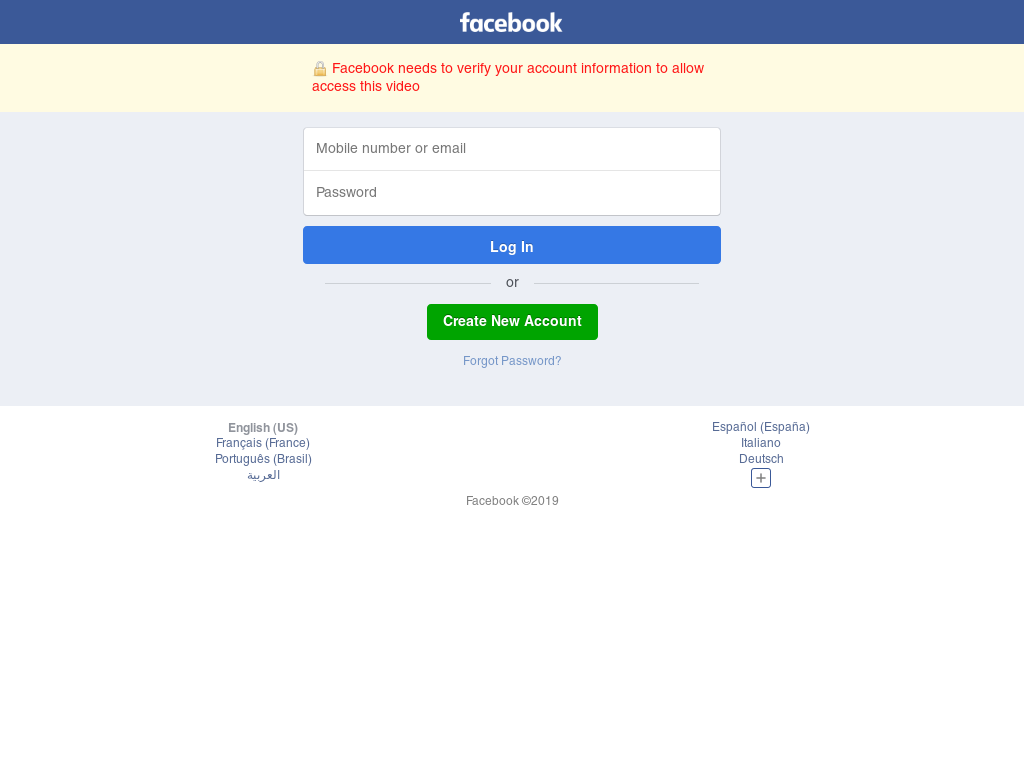 facebook
Facebook needs to verify your account information to allow
access this video
Mobile number or email
Password
Log In
or
Create New Account
Forgot Password?
English (US)
Français (France)
Português (Brasil)
العربية
Español (España)
Italiano
Deutsch
Facebook ©2019